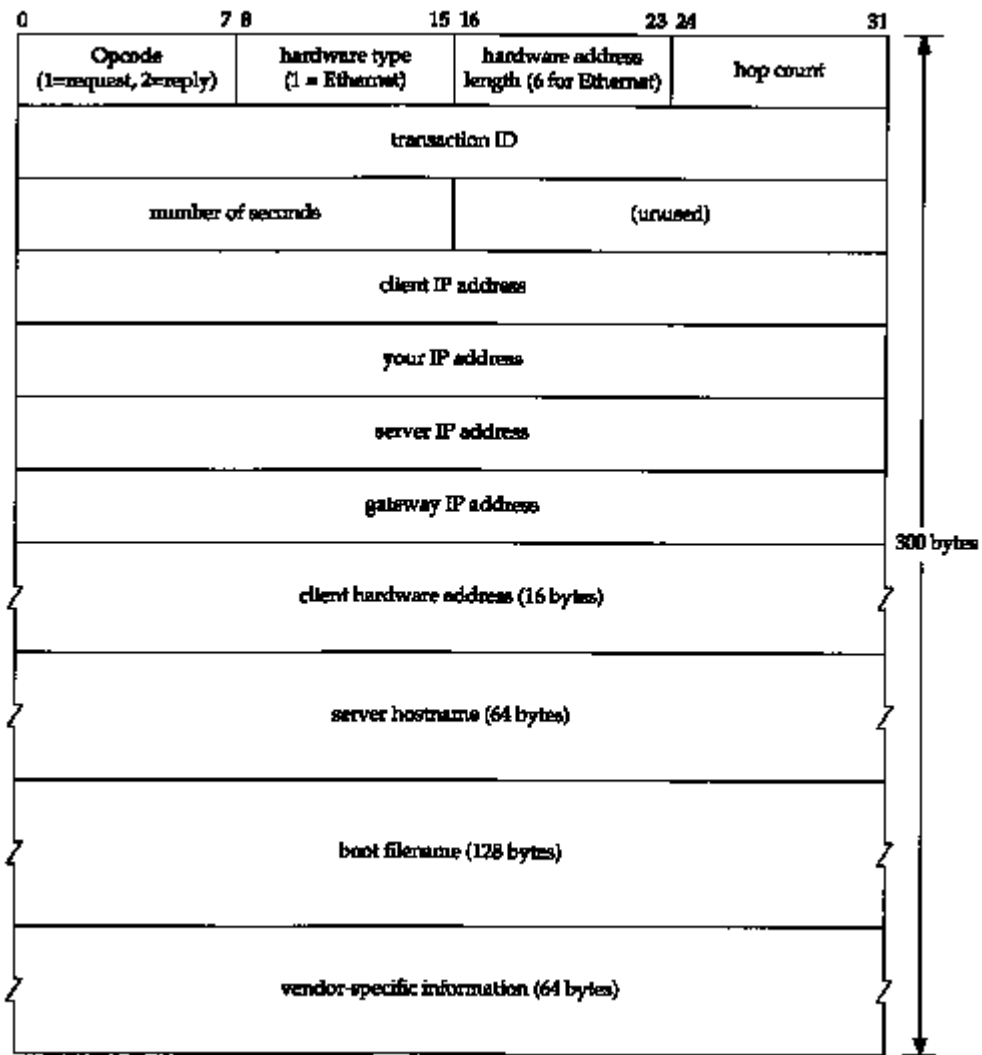 0 7 8 15 16 23 24 31
Opcode
(1=request, 2=reply)
hardware type
(1 = Ethernet)
hardware address
length (6 for Ethernet)
hop count
transaction ID
number of seconds
(unused)
client IP address
your IP address
server IP address
gateway IP address
300 bytes
client hardware address (16 bytes)
server hostname (64 bytes)
boot filename (128 bytes)
vendor-specific information (64 bytes)